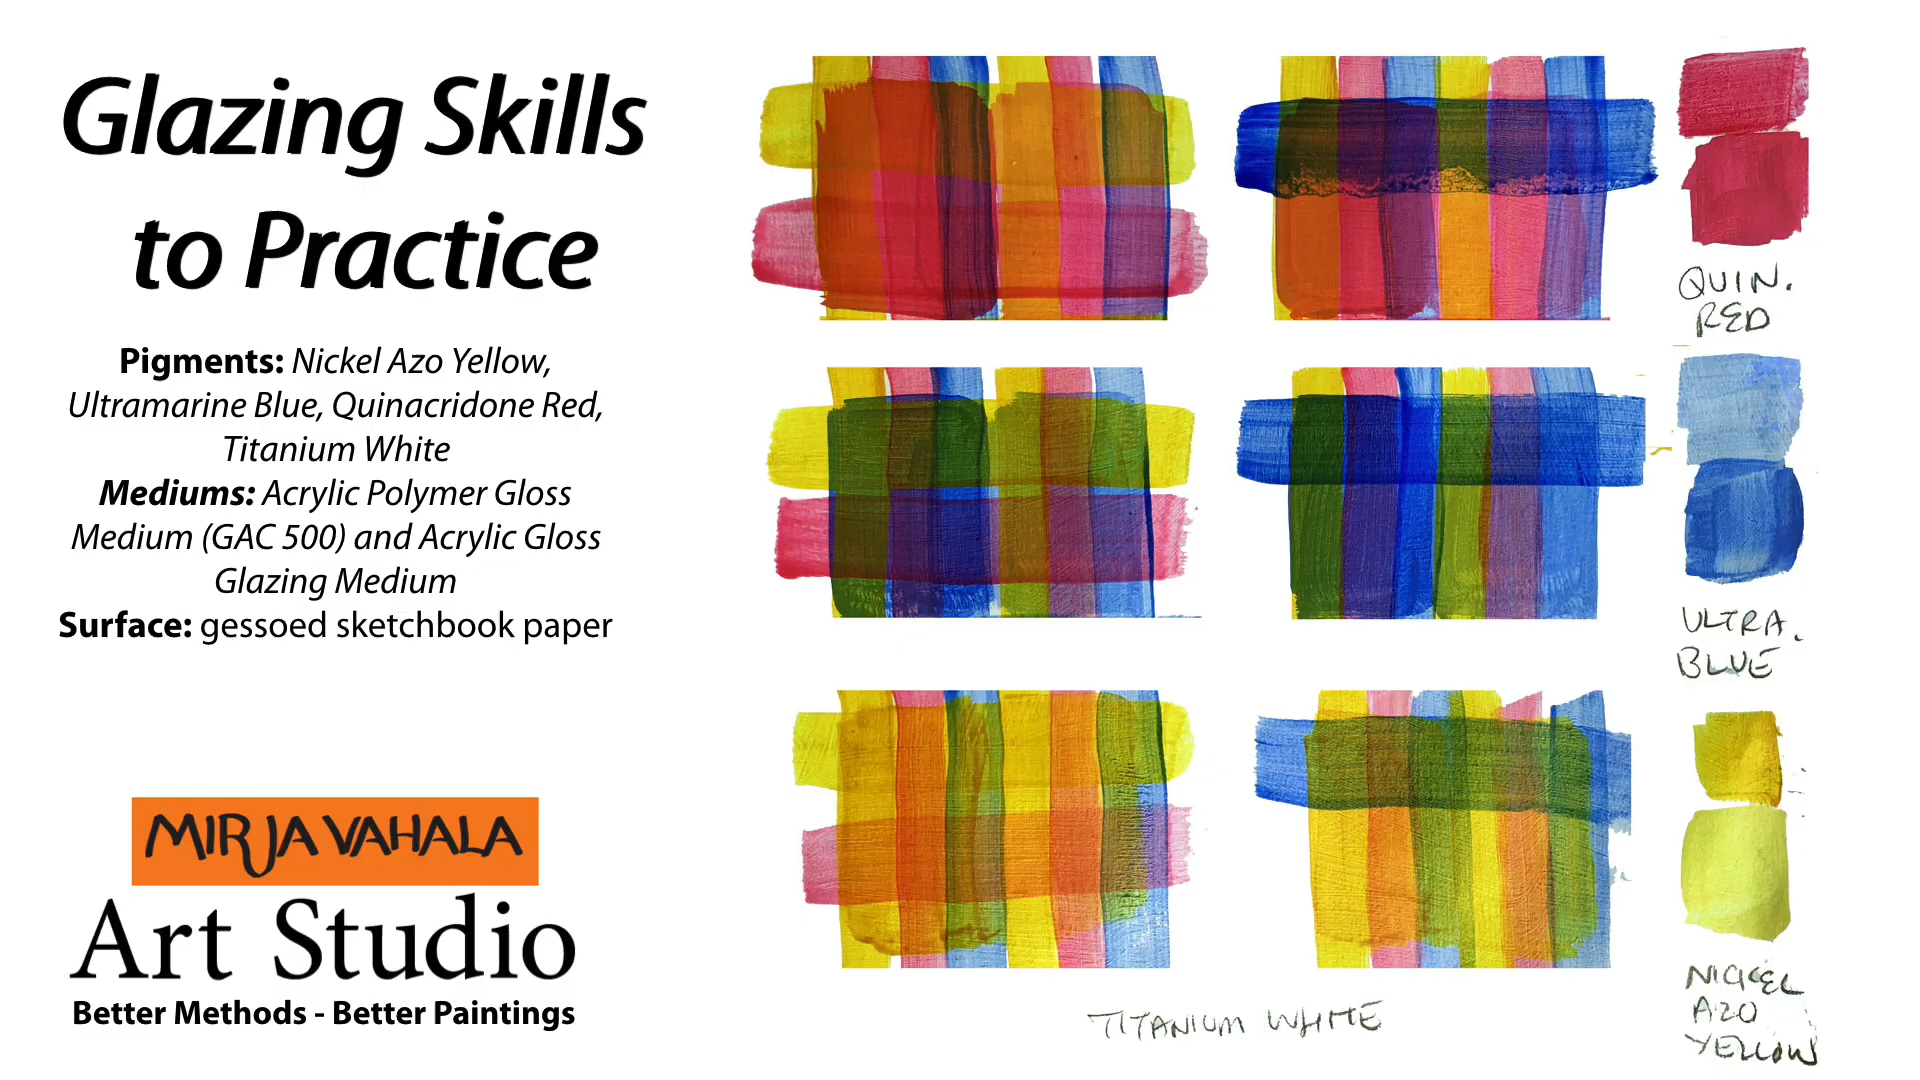 Glazing Skills
to Practice
Pigments: Nickel Azo Yellow,
Ultramarine Blue, Quinacridone Red,
Titanium White
Mediums: Acrylic Polymer Gloss
Medium (GAC 500) and Acrylic Gloss
Glazing Medium
Surface: gessoed sketchbook paper
MIRJA VAHALA
Art Studio
Better Methods - Better Paintings
QUIN.
RED
ULTRA.
BLUE
NICKEL
AZO
YELLOW
TITANIUM WHITE